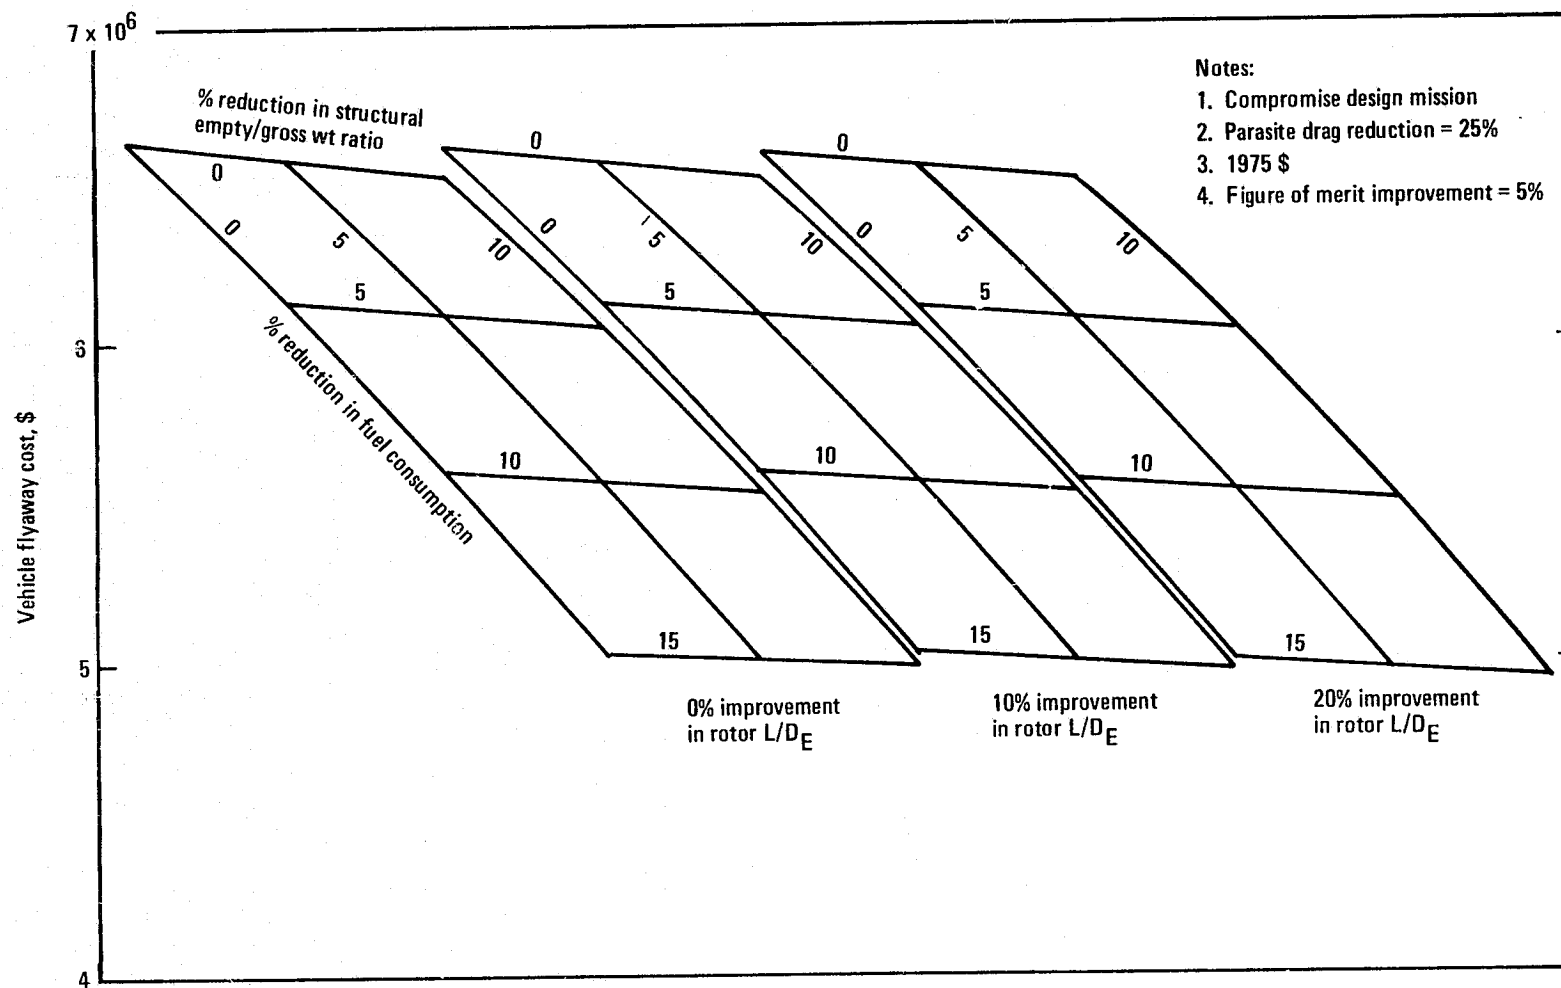 7 x 10⁶
Notes:
1. Compromise design mission
2. Parasite drag reduction = 25%
3. 1975 $
4. Figure of merit improvement = 5%
% reduction in structural
empty/gross wt ratio
0
0
0
0
5
10
0
5
10
0
5
10
5
5
5
6
% reduction in fuel consumption
Vehicle flyaway cost, $
10
10
10
15
15
15
5
0% improvement
in rotor L/D_E
10% improvement
in rotor L/D_E
20% improvement
in rotor L/D_E
4